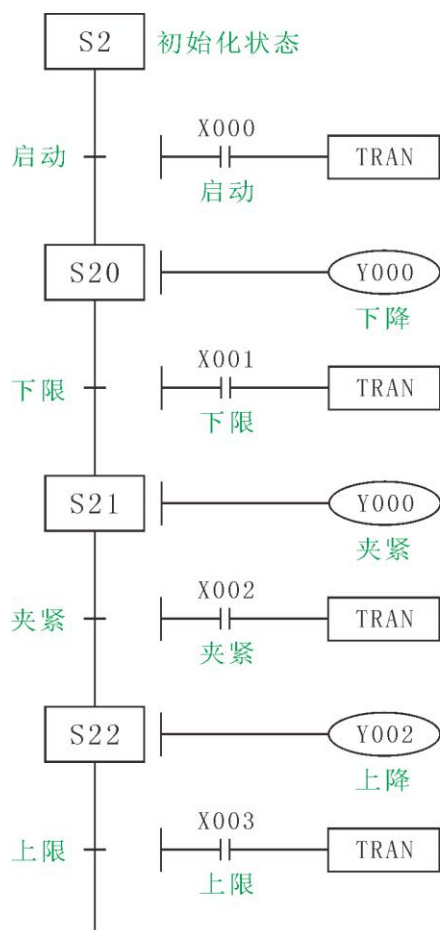 S2 初始化状态
X000
启动 TRAN
启动
S20 Y000
下降
X001
下限 TRAN
下限
S21 Y000
夹紧
X002
夹紧 TRAN
夹紧
S22 Y002
上降
X003
上限 TRAN
上限